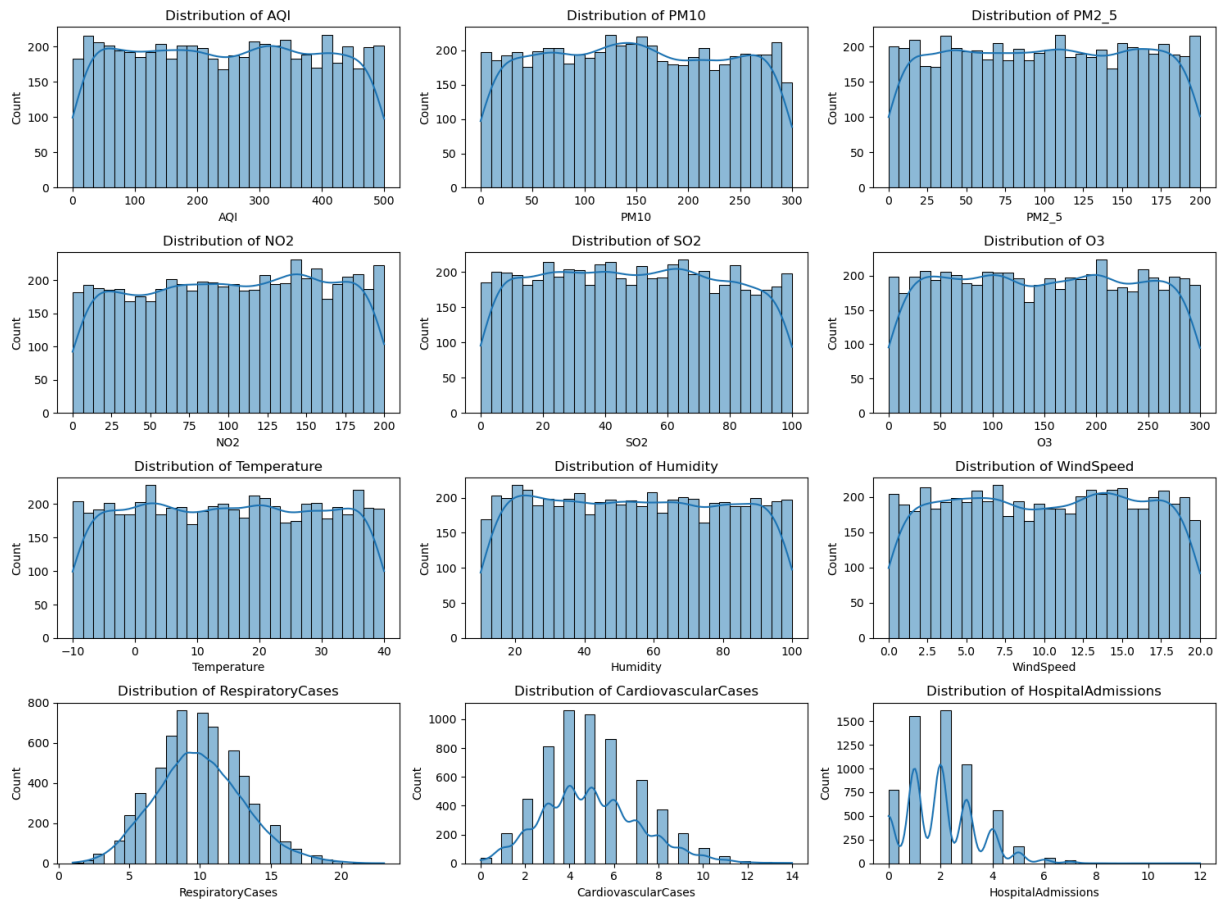 Distribution of AQI
Count
0 50 100 150 200
0 100 200 300 400 500
AQI
Distribution of PM10
Count
0 50 100 150 200
0 50 100 150 200 250 300
PM10
Distribution of PM2_5
Count
0 50 100 150 200
0 25 50 75 100 125 150 175 200
PM2_5
Distribution of NO2
Count
0 50 100 150 200
0 25 50 75 100 125 150 175 200
NO2
Distribution of SO2
Count
0 50 100 150 200
0 20 40 60 80 100
SO2
Distribution of O3
Count
0 50 100 150 200
0 50 100 150 200 250 300
O3
Distribution of Temperature
Count
0 50 100 150 200
−10 0 10 20 30 40
Temperature
Distribution of Humidity
Count
0 50 100 150 200
20 40 60 80 100
Humidity
Distribution of WindSpeed
Count
0 50 100 150 200
0.0 2.5 5.0 7.5 10.0 12.5 15.0 17.5 20.0
WindSpeed
Distribution of RespiratoryCases
Count
0 200 400 600 800
0 5 10 15 20
RespiratoryCases
Distribution of CardiovascularCases
Count
0 200 400 600 800 1000
0 2 4 6 8 10 12 14
CardiovascularCases
Distribution of HospitalAdmissions
Count
0 250 500 750 1000 1250 1500
0 2 4 6 8 10 12
HospitalAdmissions